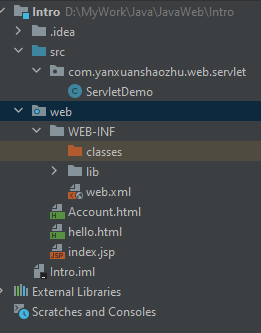 Intro D:\MyWork\Java\JavaWeb\Intro
.idea
src
com.yanxuanshaozhu.web.servlet
ServletDemo
web
WEB-INF
classes
lib
web.xml
Account.html
hello.html
index.jsp
Intro.iml
External Libraries
Scratches and Consoles